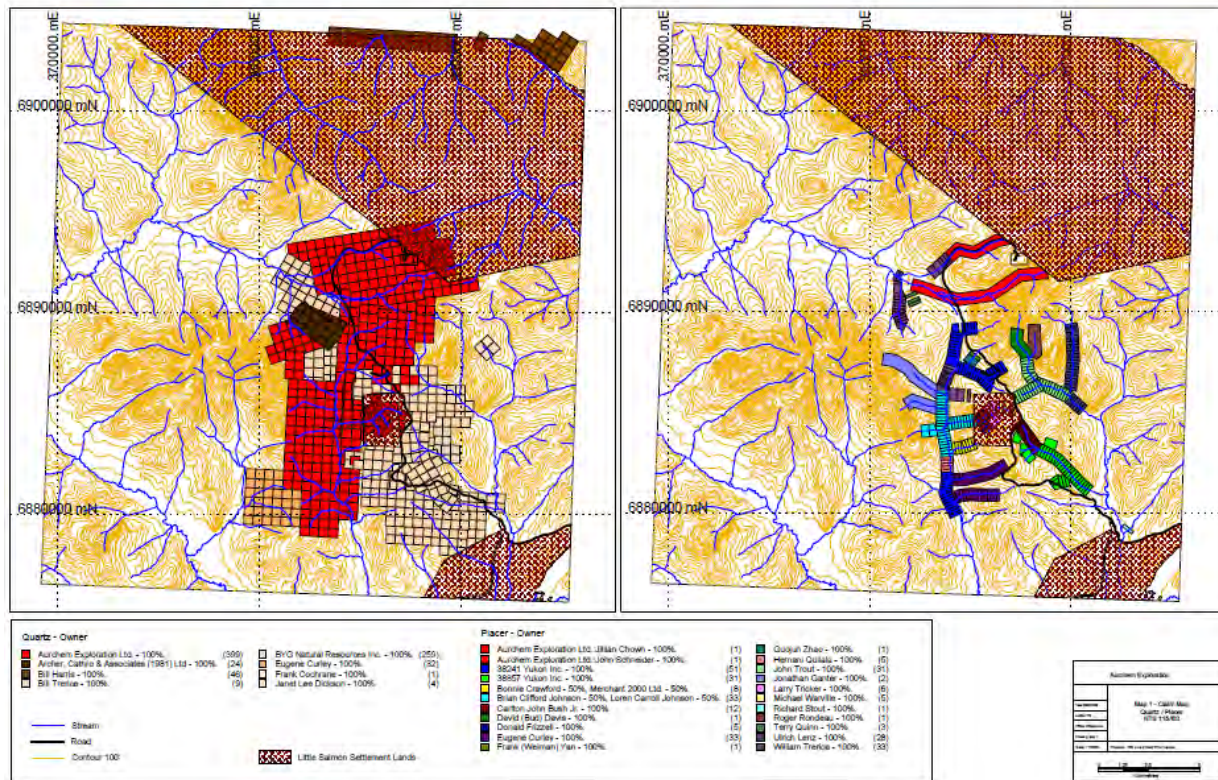 370000 mE
mE
mE
6900000 mN
6890000 mN
6880000 mN
370000 mE
mE
mE
6900000 mN
6890000 mN
6880000 mN
Quartz - Owner
Aurchem Exploration Ltd. - 100%.
Archer, Cathro & Associates (1981) Ltd - 100%. (24)
Bill Harris - 100%. (46)
Bill Trerice - 100%. (9)
BYG Natural Resources Inc. - 100%.
Eugene Curley - 100%. (32)
Frank Cochrane - 100%. (1)
Janet Lee Dickson - 100%. (4)
Stream
Road
Contour 100'
Little Salmon Settlement Lands
Placer - Owner
Aurchem Exploration Ltd. Jillian Chown - 100%. (1)
Aurchem Exploration Ltd. John Schneider - 100%. (1)
38241 Yukon Inc. - 100%. (51)
38857 Yukon Inc. - 100%. (31)
Bonnie Crawford - 50%, Merchant 2000 Ltd. - 50%. (8)
Brian Clifford Johnson - 50%, Loren Carroll Johnson - 50%. (33)
Carlton John Bush Jr. - 100%. (12)
David (Bud) Davis - 100%. (1)
Donald Frizzell - 100%. (5)
Eugene Curley - 100%. (33)
Frank (Weiman) Yan - 100%. (1)
Guojun Zhao - 100%. (1)
- 100%. (6)
John Trout - 100%. (31)
Jonathan Ganter - 100%. (2)
Larry Tricker - 100%. (6)
Michael Warville - 100%. (5)
Richard Stout - 100%. (1)
Roger Rondeau - 100%. (1)
Terry Quinn - 100%. (3)
Ulrich Lenz - 100%. (28)
William Trerice - 100%. (33)
Aurchem Exploration
Map 1 - Claim Map
Quartz / Placer